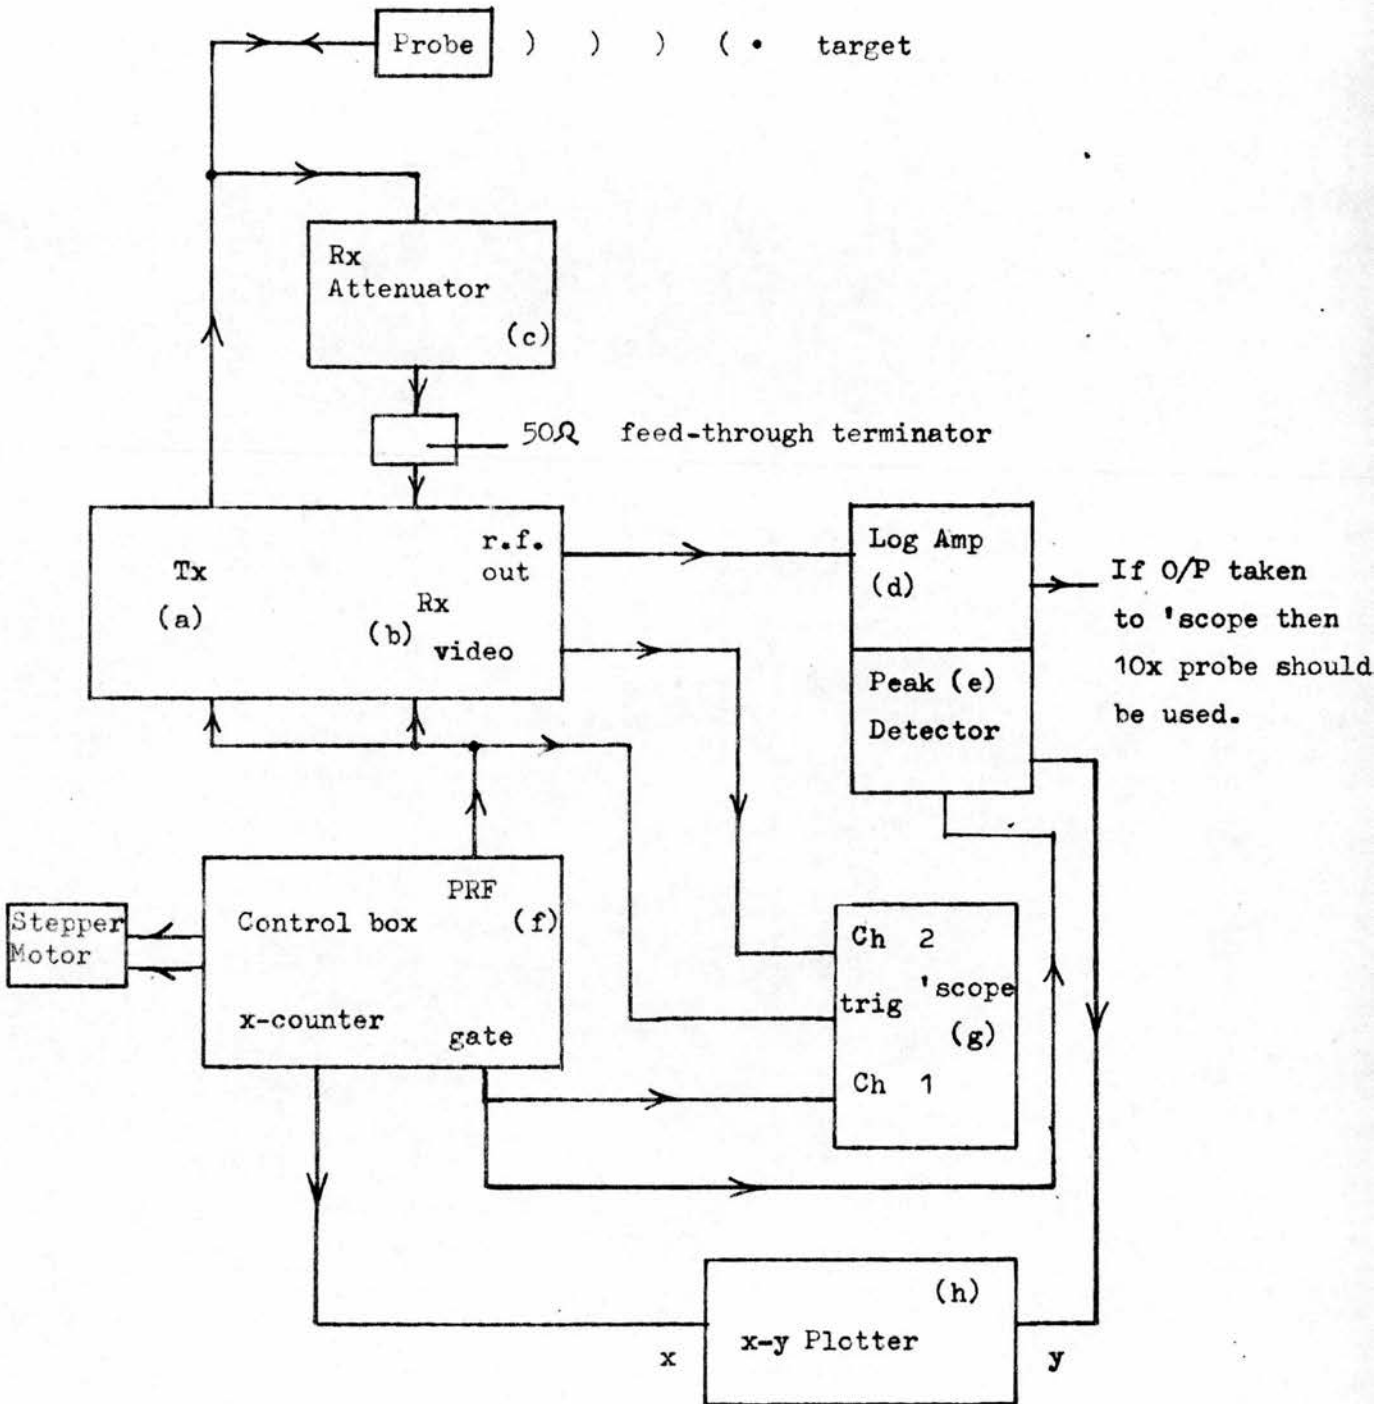 Probe
target
Rx
Attenuator
(c)
50Ω feed-through terminator
r.f.
out
Tx
(a)
Rx
(b)
video
Log Amp
(d)
If O/P taken
to 'scope then
10x probe should
be used.
Peak (e)
Detector
PRF
Control box
(f)
Stepper
Motor
x-counter
gate
Ch 2
'scope
trig
(g)
Ch 1
(h)
x-y Plotter
x
y